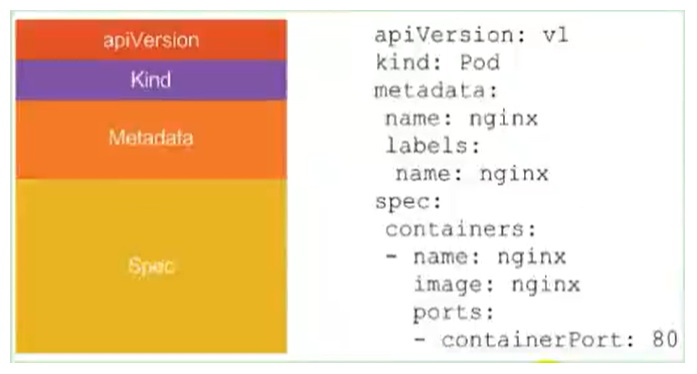 apiVersion
Kind
Metadata
Spec
apiVersion: v1
kind: Pod
metadata:
 name: nginx
 labels:
  name: nginx
spec:
 containers:
 - name: nginx
   image: nginx
   ports:
   - containerPort: 80